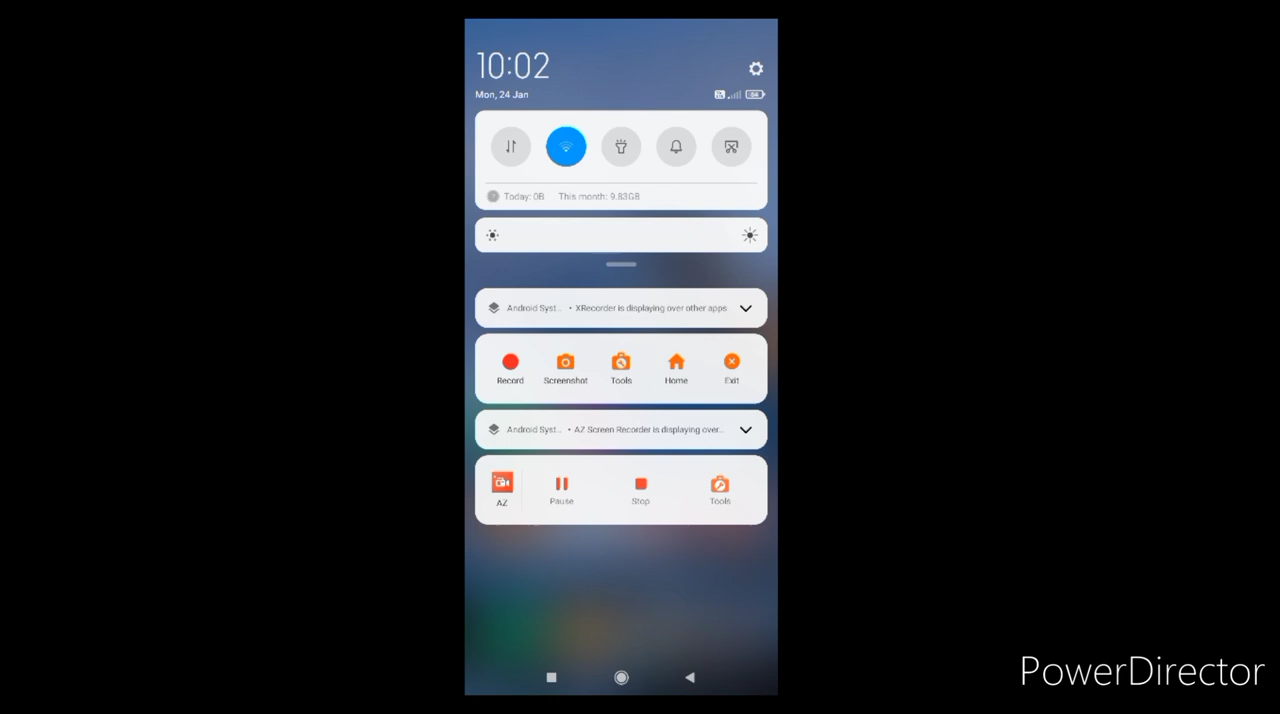 10:02
Mon, 24 Jan
Today: 0B This month: 9.83GB
Android Syst.. • XRecorder is displaying over other apps
Record Screenshot Tools Home Exit
Android Syst.. • AZ Screen Recorder is displaying over...
AZ Pause Stop Tools
PowerDirector